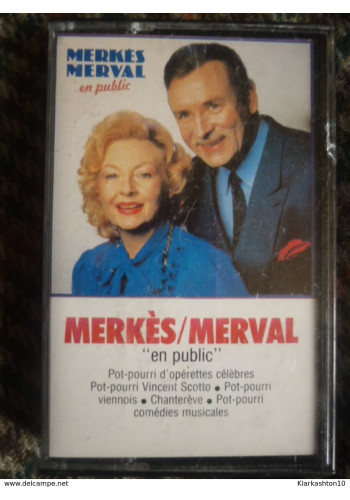 MERKÈS
MERVAL
en public
MERKÈS/MERVAL
"en public"
Pot-pourri d'opérettes célèbres
Pot-pourri Vincent Scotto • Pot-pourri
viennois • Chanterêve • Pot-pourri
comédies musicales
www.delcampe.net
Klarkashton10